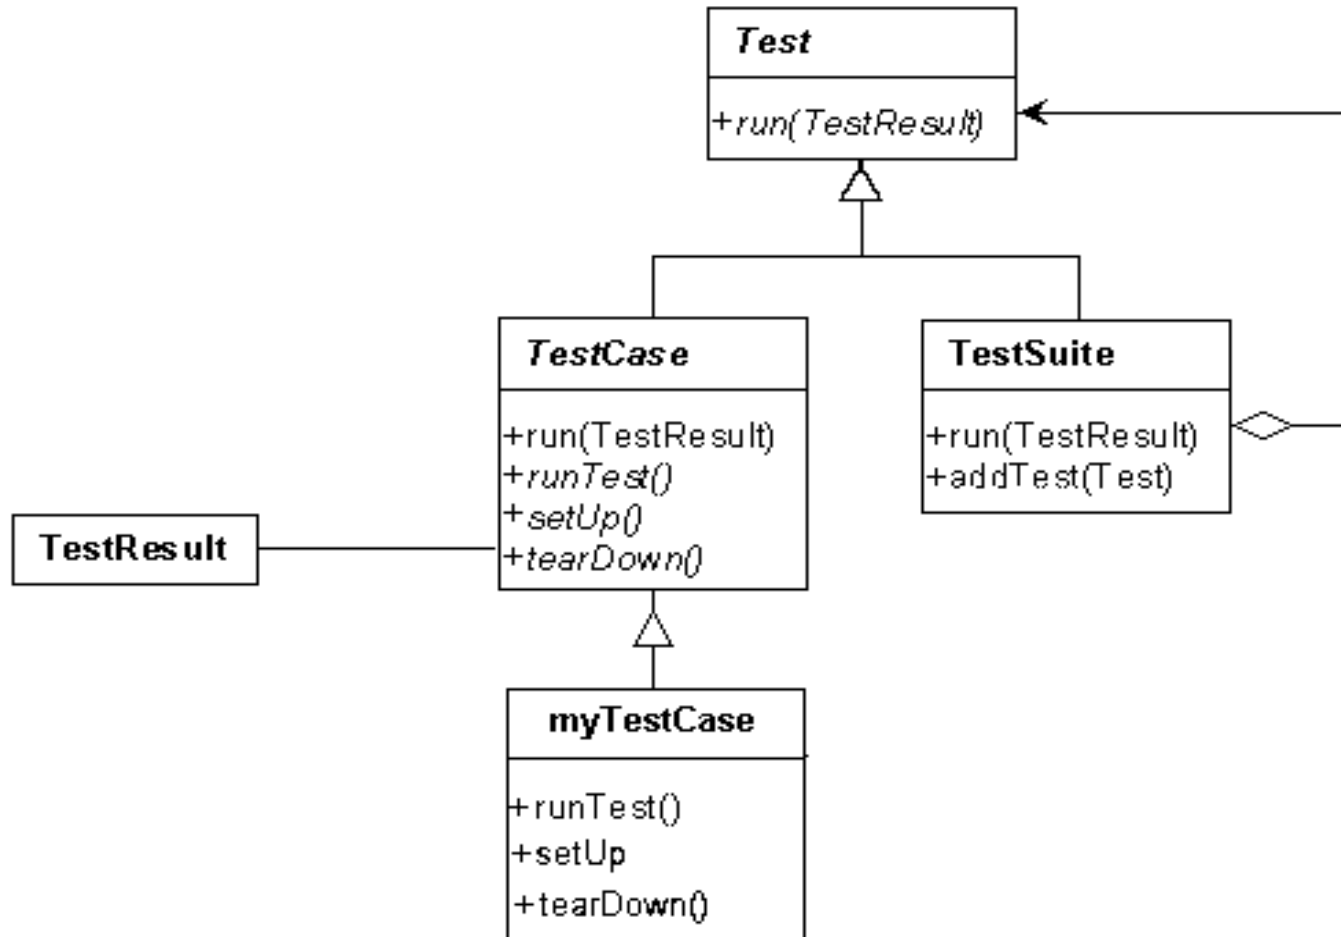 Test
+run(TestResult)
TestCase
+run(TestResult)
+runTest()
+setUp()
+tearDown()
TestSuite
+run(TestResult)
+addTest(Test)
TestResult
myTestCase
+runTest()
+setUp
+tearDown()